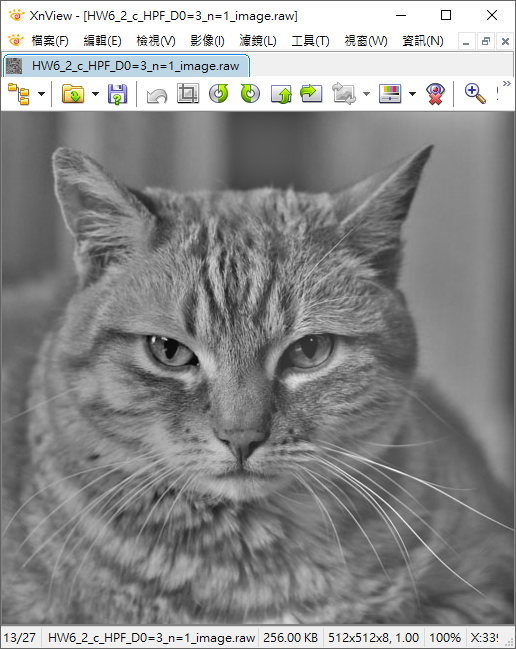 XnView - [HW6_2_c_HPF_D0=3_n=1_image.raw]
檔案(F) 編輯(E) 檢視(V) 影像(I) 濾鏡(L) 工具(T) 視窗(W) 資訊(N)
HW6_2_c_HPF_D0=3_n=1_image.raw
13/27 HW6_2_c_HPF_D0=3_n=1_image.raw 256.00 KB 512x512x8, 1.00 100%